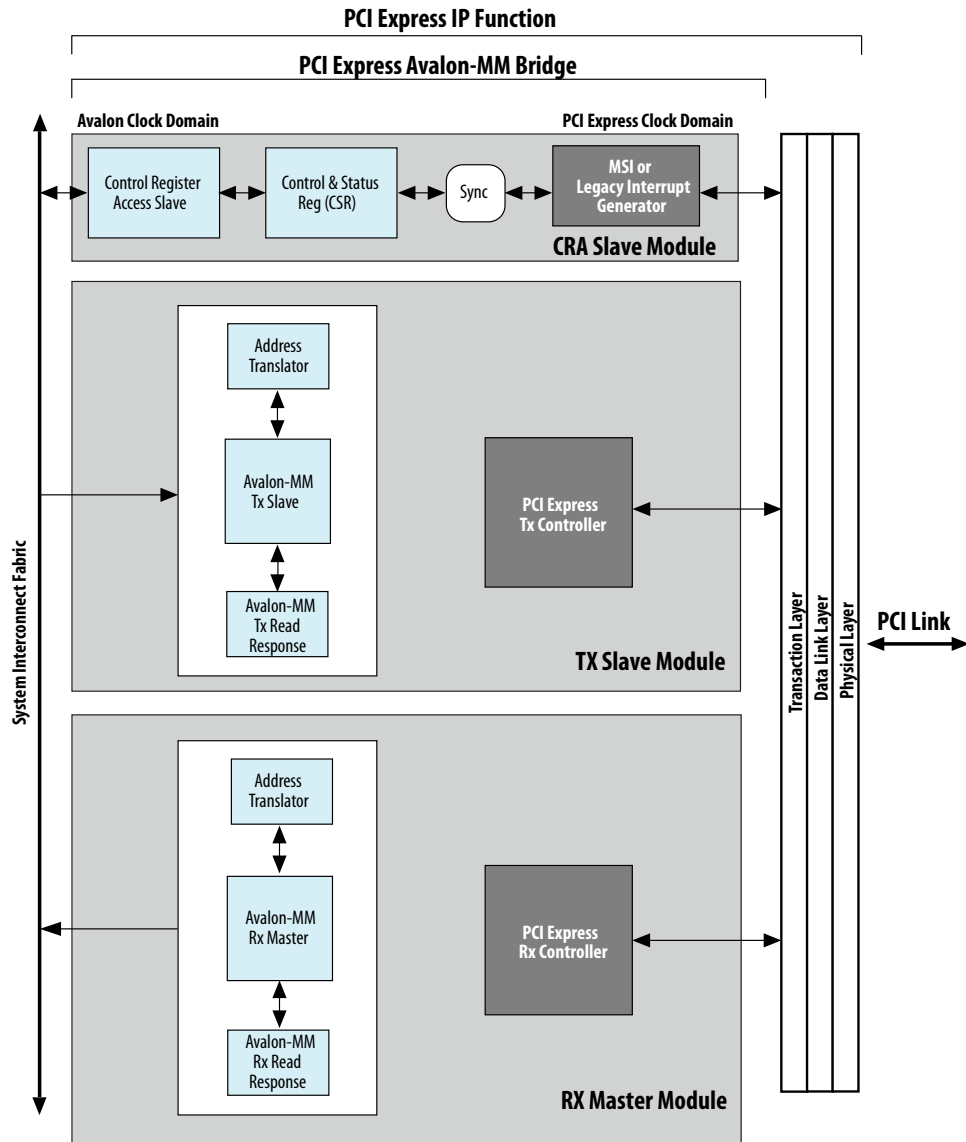 PCI Express IP Function
PCI Express Avalon-MM Bridge
Avalon Clock Domain
PCI Express Clock Domain
Control Register
Access Slave
Control & Status
Reg (CSR)
Sync
MSI or
Legacy Interrupt
Generator
CRA Slave Module
Address
Translator
Avalon-MM
Tx Slave
Avalon-MM
Tx Read
Response
PCI Express
Tx Controller
TX Slave Module
System Interconnect Fabric
Transaction Layer
Data Link Layer
Physical Layer
PCI Link
Address
Translator
Avalon-MM
Rx Master
Avalon-MM
Rx Read
Response
PCI Express
Rx Controller
RX Master Module